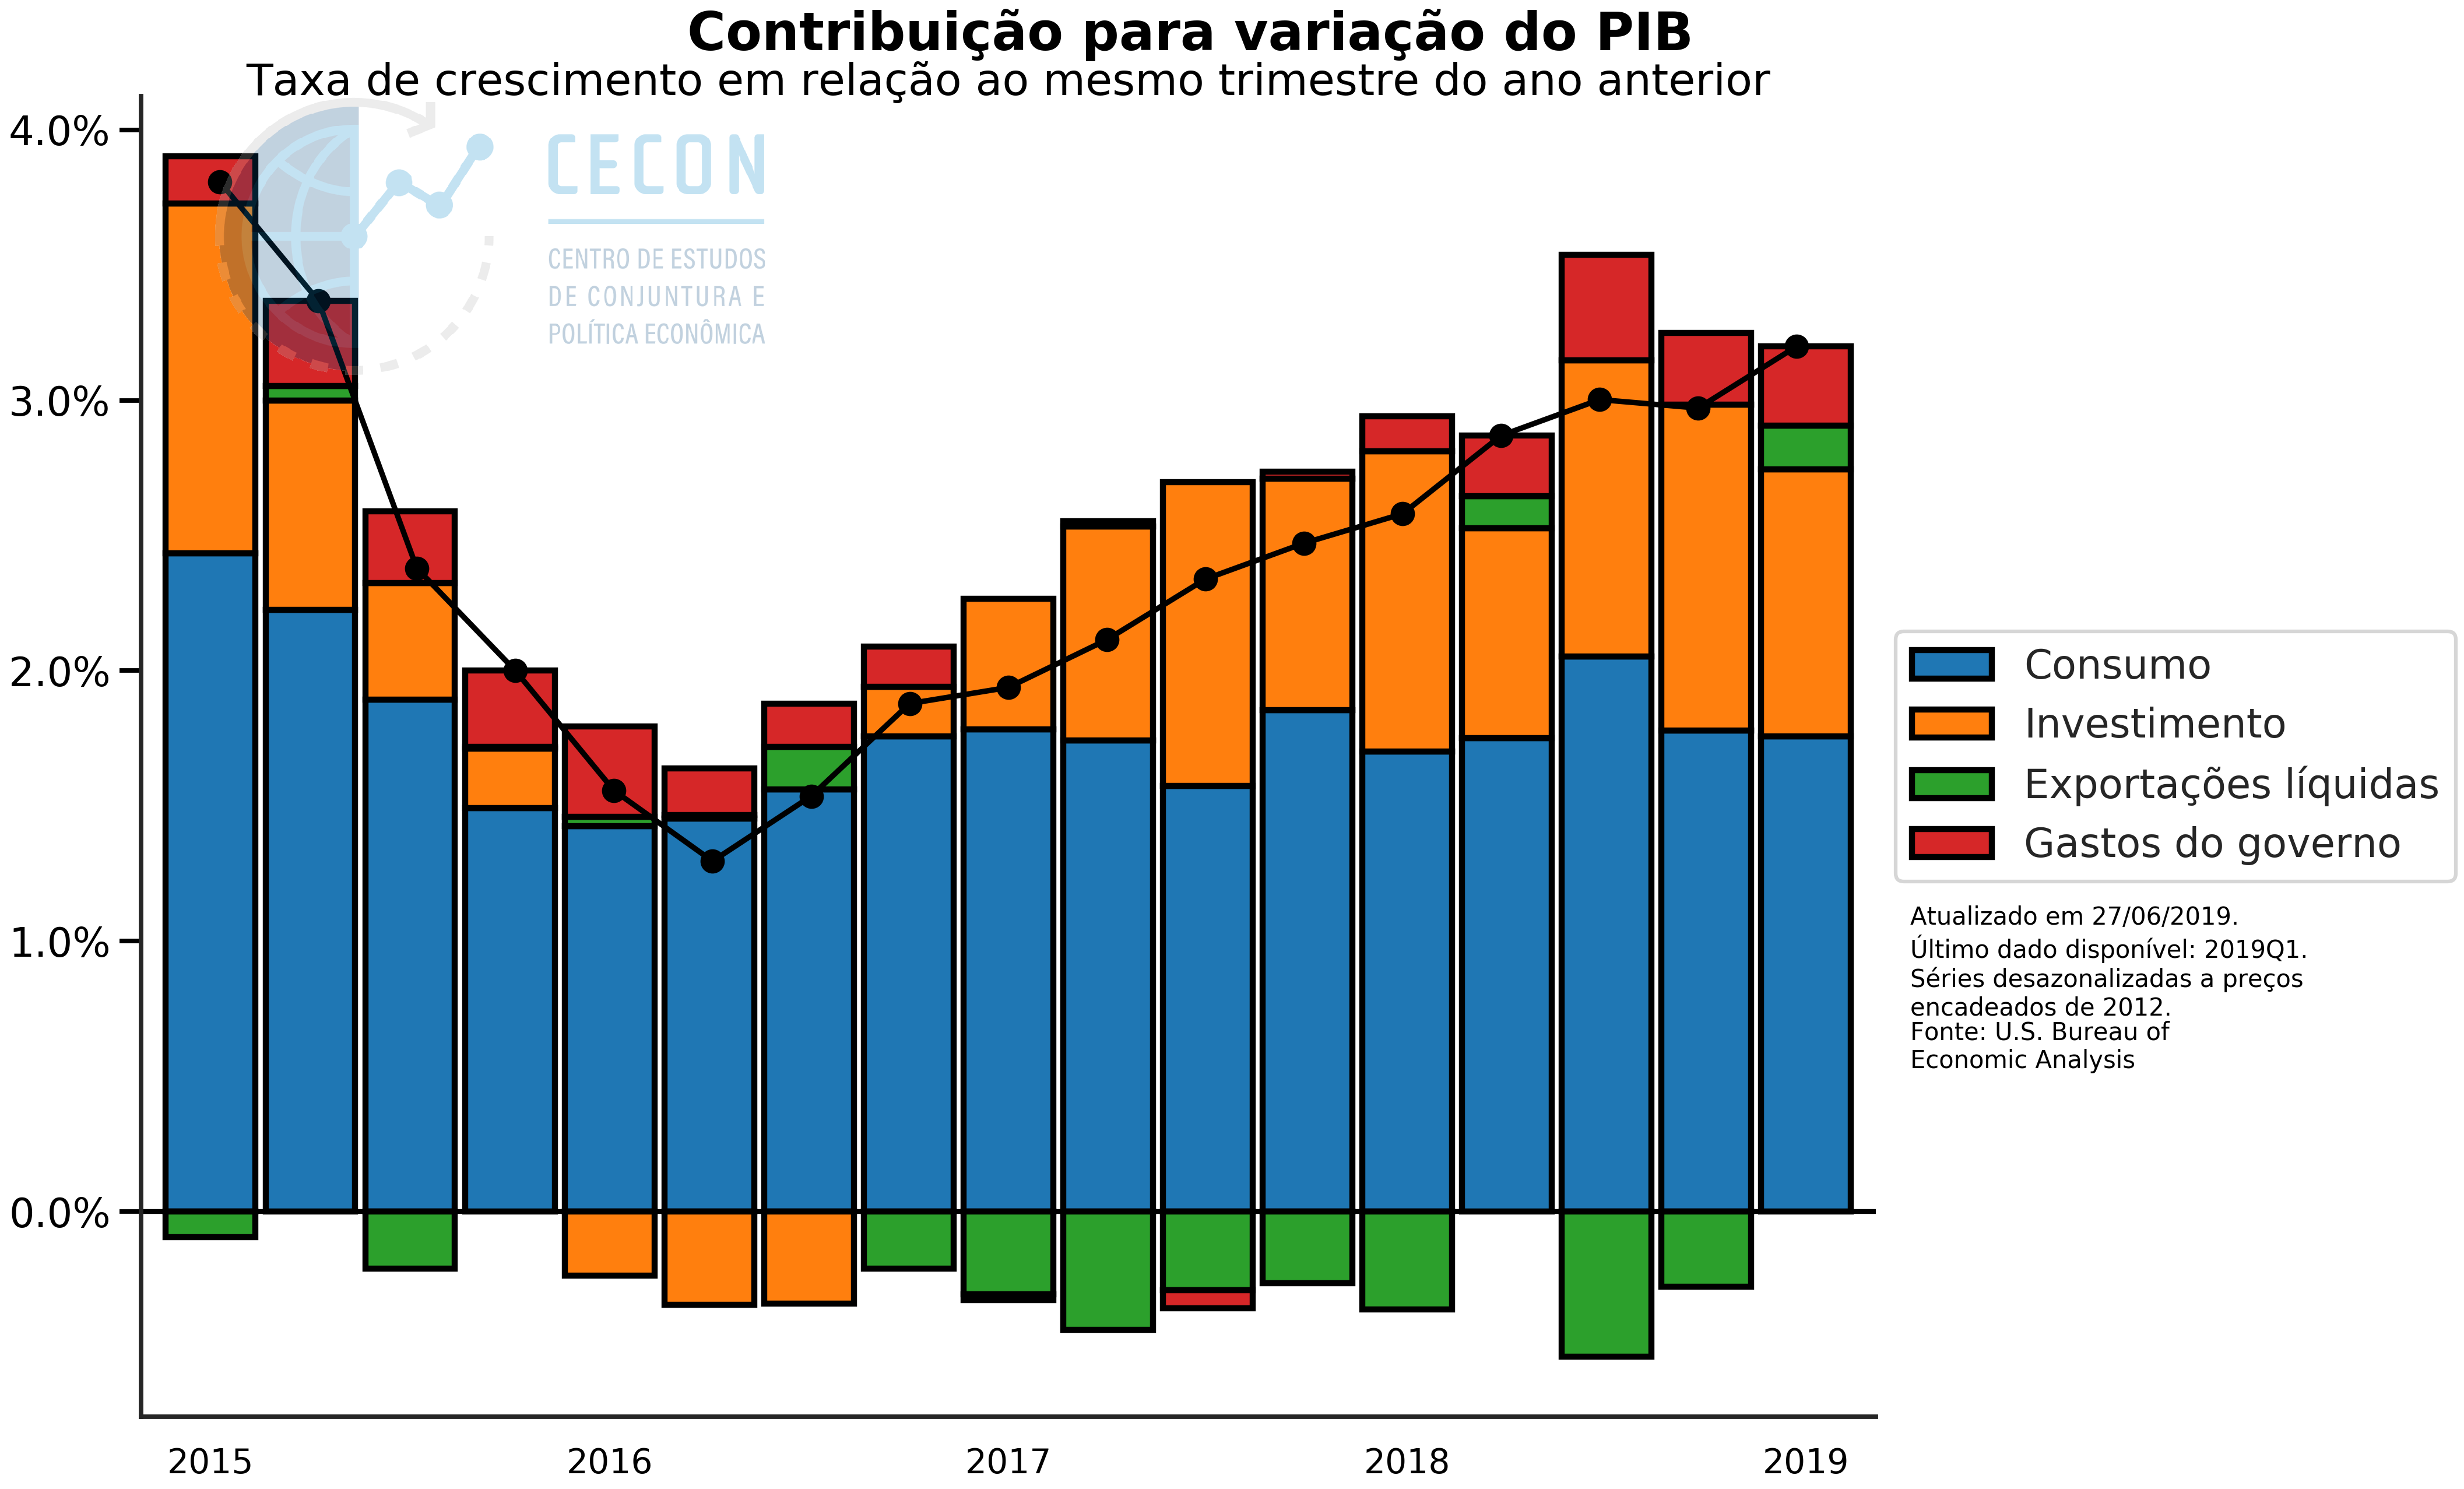 Contribuição para variação do PIB
Taxa de crescimento em relação ao mesmo trimestre do ano anterior
4.0%
3.0%
2.0%
1.0%
0.0%
CECON
CENTRO DE ESTUDOS
DE CONJUNTURA E
POLÍTICA ECONÔMICA
2015
2016
2017
2018
2019
Consumo
Investimento
Exportações líquidas
Gastos do governo
Atualizado em 27/06/2019.
Último dado disponível: 2019Q1.
Séries desazonalizadas a preços
encadeados de 2012.
Fonte: U.S. Bureau of
Economic Analysis